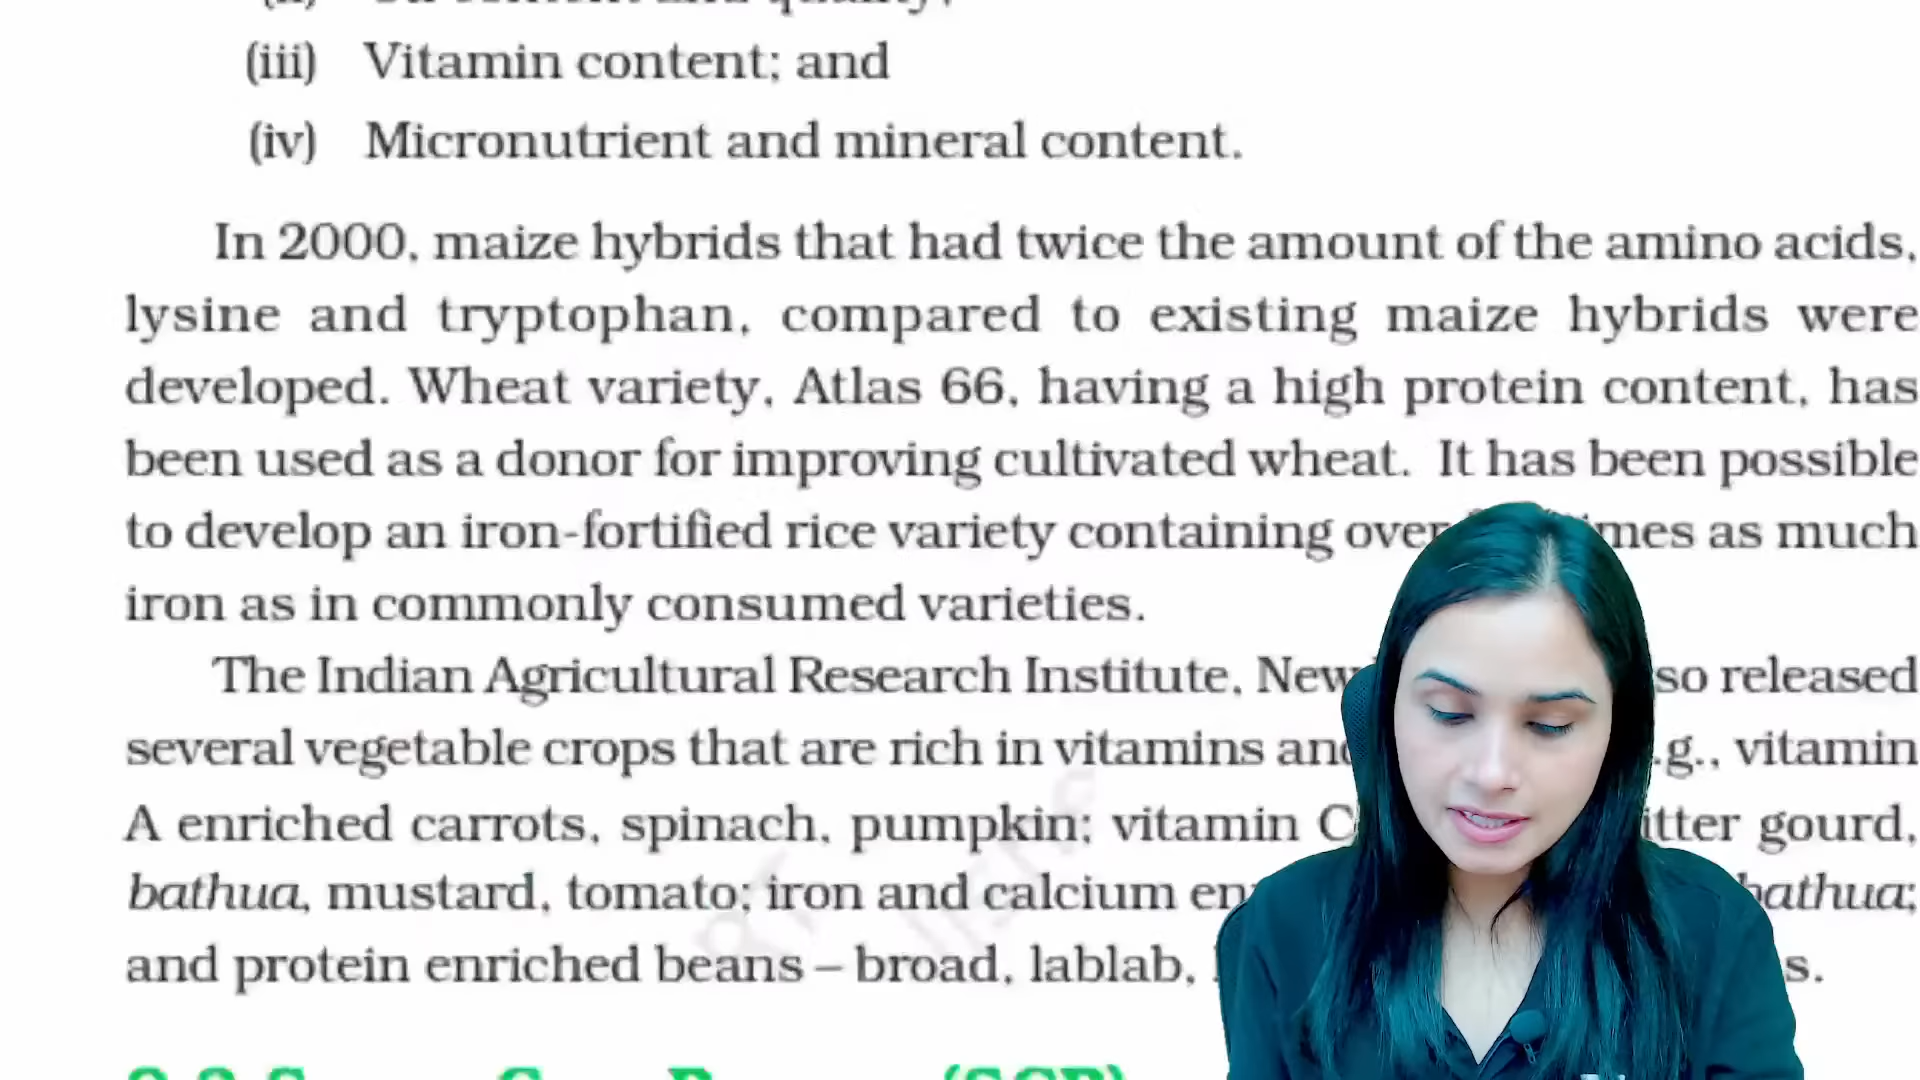 (iii) Vitamin content; and
(iv) Micronutrient and mineral content.
In 2000, maize hybrids that had twice the amount of the amino acids,
lysine and tryptophan, compared to existing maize hybrids were
developed. Wheat variety, Atlas 66, having a high protein content, has
been used as a donor for improving cultivated wheat. It has been possible
to develop an iron-fortified rice variety containing over as much
iron as in commonly consumed varieties.
The Indian Agricultural Research Institute, New released
several vegetable crops that are rich in vitamins vitamin
A enriched carrots, spinach, pumpkin; vitamin C gourd,
bathua, mustard, tomato; iron and calcium bathua;
and protein enriched beans – broad, lablab,